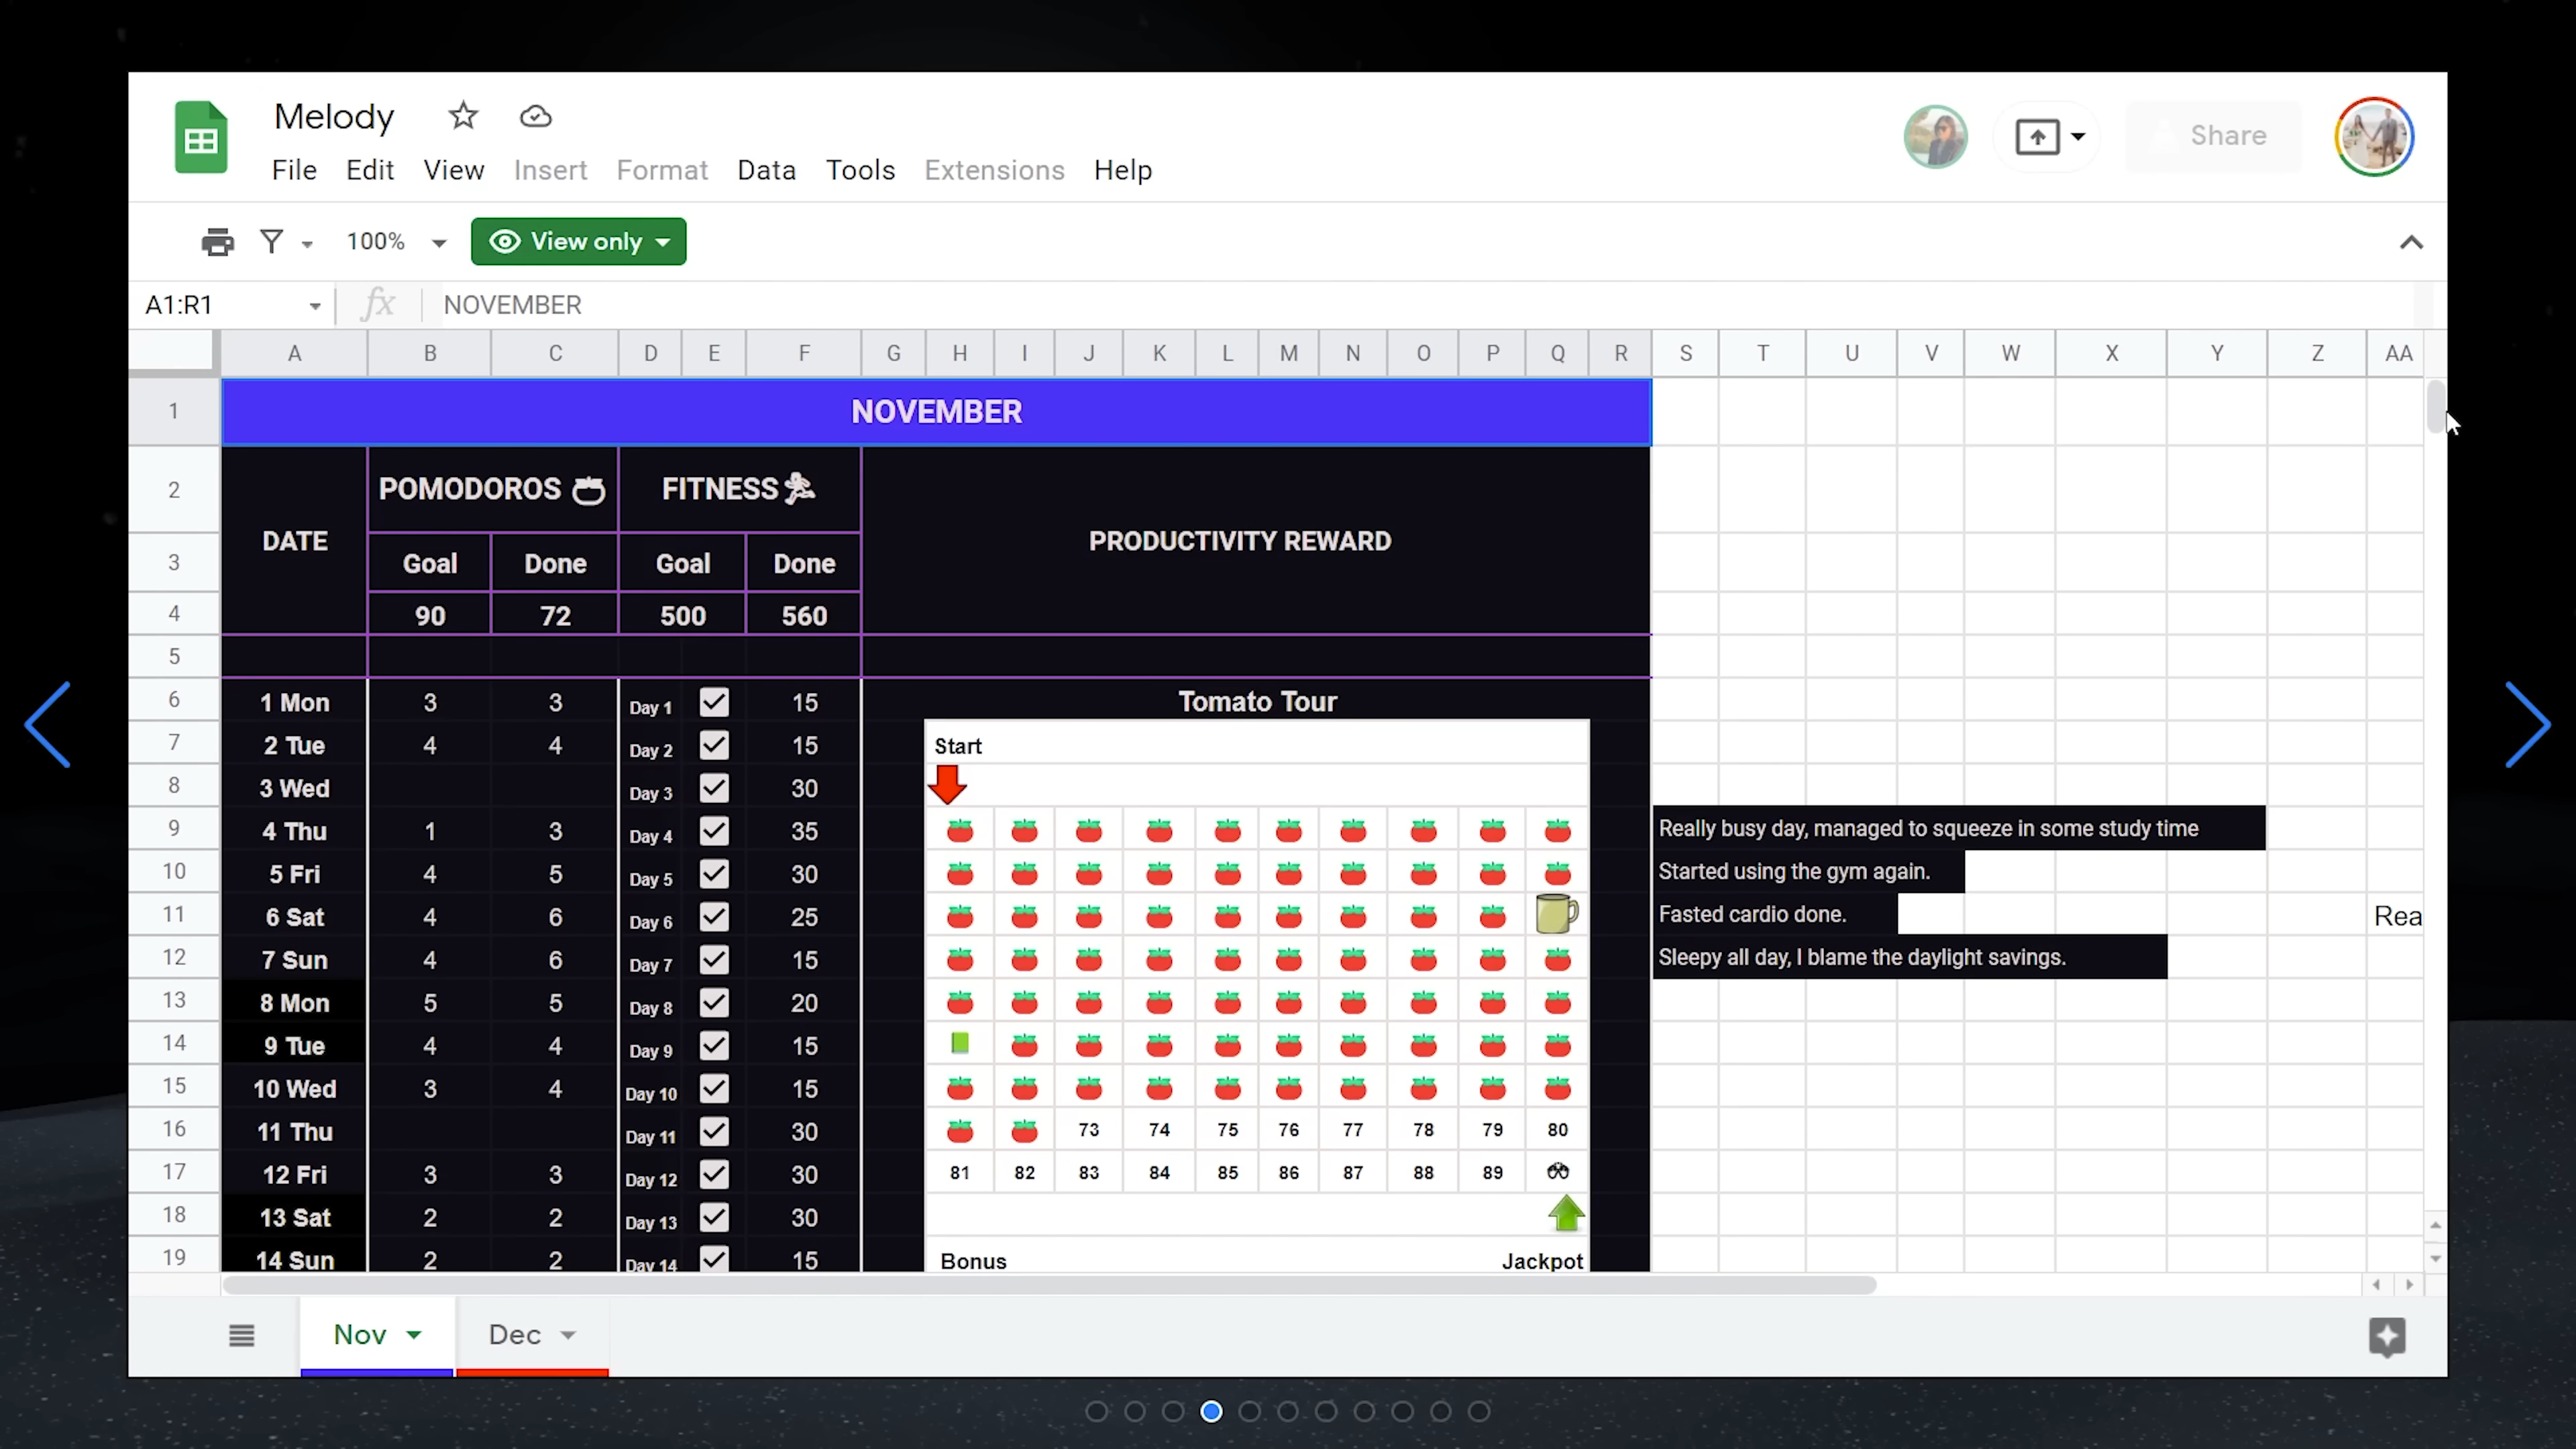 Melody
File Edit View Insert Format Data Tools Extensions Help
Share
100% View only
A1:R1 fx NOVEMBER
A B C D E F G H I J K L M N O P Q R S T U V W X Y Z AA
1 NOVEMBER
2 POMODOROS FITNESS
DATE PRODUCTIVITY REWARD
3 Goal Done Goal Done
4 90 72 500 560
5
6 1 Mon 3 3 Day 1 15 Tomato Tour
7 2 Tue 4 4 Day 2 15 Start
8 3 Wed Day 3 30
9 4 Thu 1 3 Day 4 35 Really busy day, managed to squeeze in some study time
10 5 Fri 4 5 Day 5 30 Started using the gym again.
11 6 Sat 4 6 Day 6 25 Fasted cardio done. Rea
12 7 Sun 4 6 Day 7 15 Sleepy all day, I blame the daylight savings.
13 8 Mon 5 5 Day 8 20
14 9 Tue 4 4 Day 9 15
15 10 Wed 3 4 Day 10 15
16 11 Thu Day 11 30 73 74 75 76 77 78 79 80
17 12 Fri 3 3 Day 12 30 81 82 83 84 85 86 87 88 89
18 13 Sat 2 2 Day 13 30
19 14 Sun 2 2 Day 14 15 Bonus Jackpot
Nov Dec